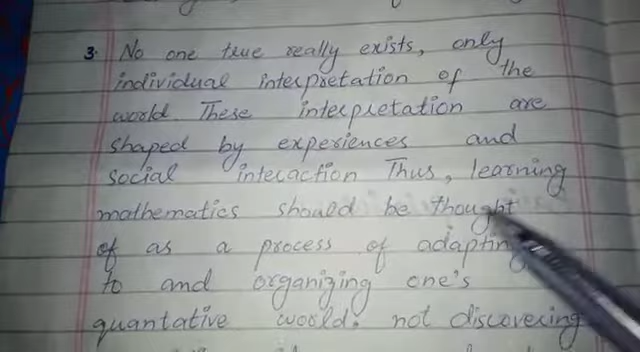 3. No one true really exists, only
individual interpretation of the
world These interpretation are
shaped by experiences and
social interaction Thus, learning
mathematics should be thought
of as a process of adapting
to and organizing one's
quantative world, not discovering